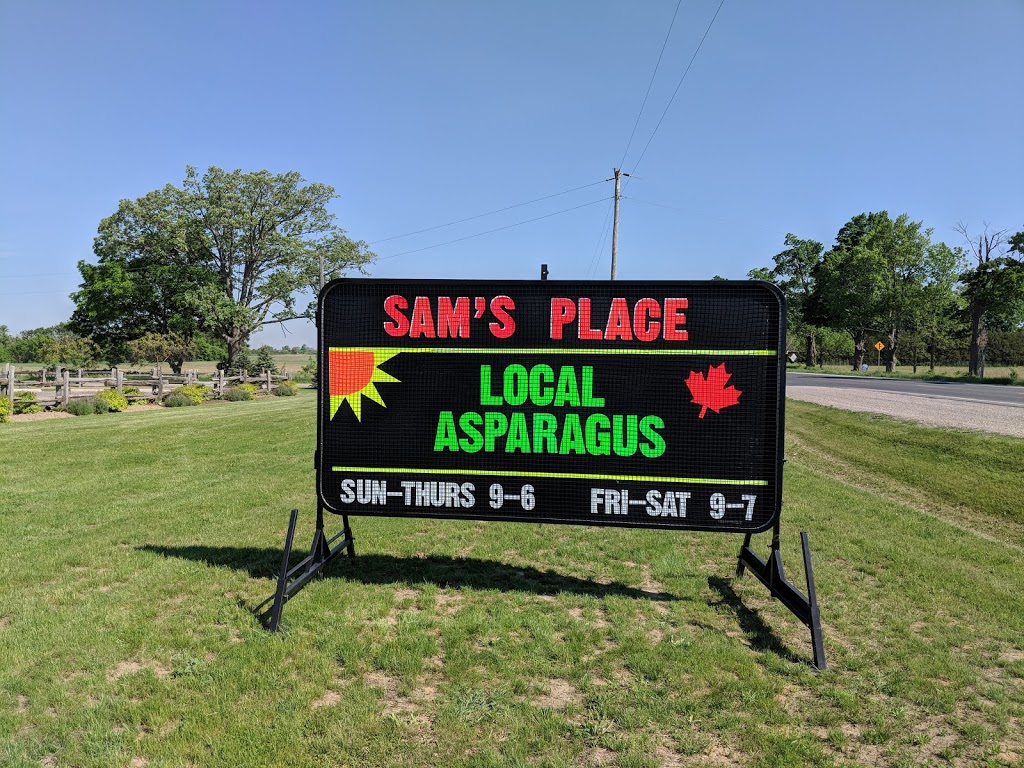 SAM'S PLACE
LOCAL
ASPARAGUS
SUN-THURS 9-6 FRI-SAT 9-7